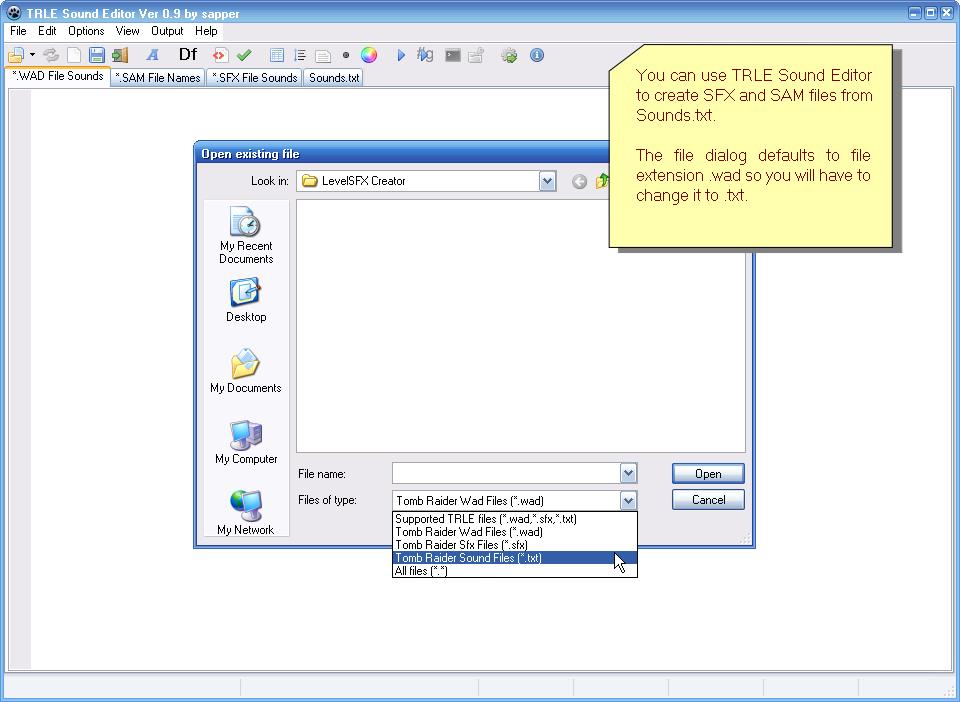 TRLE Sound Editor Ver 0.9 by sapper
File Edit Options View Output Help
A Df
*.WAD File Sounds *.SAM File Names *.SFX File Sounds Sounds.txt
You can use TRLE Sound Editor
to create SFX and SAM files from
Sounds.txt.
The file dialog defaults to file
extension .wad so you will have to
change it to .txt.
Open existing file
Look in: LevelSFX Creator
My Recent
Documents
Desktop
My Documents
My Computer
My Network
File name:
Open
Files of type: Tomb Raider Wad Files (*.wad)
Cancel
Supported TRLE files (*.wad,*.sfx,*.txt)
Tomb Raider Wad Files (*.wad)
Tomb Raider Sfx Files (*.sfx)
Tomb Raider Sound Files (*.txt)
All files (*.*)